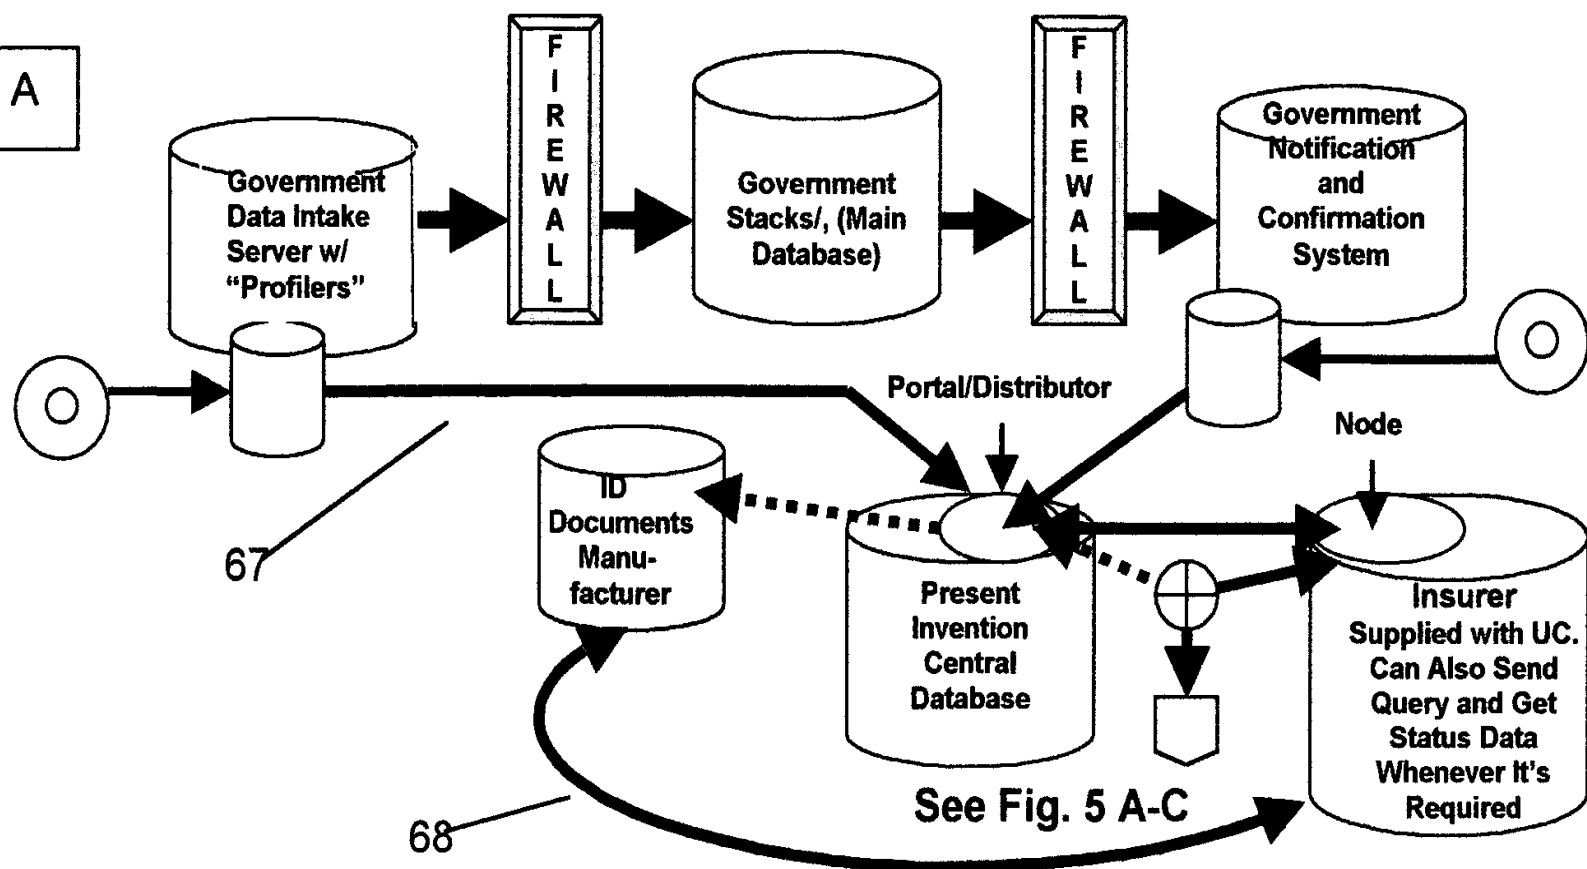 A
Government
Data Intake
Server w/
“Profilers”
F
I
R
E
W
A
L
L
Government
Stacks/, (Main
Database)
F
I
R
E
W
A
L
L
Government
Notification
and
Confirmation
System
Portal/Distributor
Node
67
ID
Documents
Manu-
facturer
Present
Invention
Central
Database
Insurer
Supplied with UC.
Can Also Send
Query and Get
Status Data
Whenever It's
Required
See Fig. 5 A-C
68